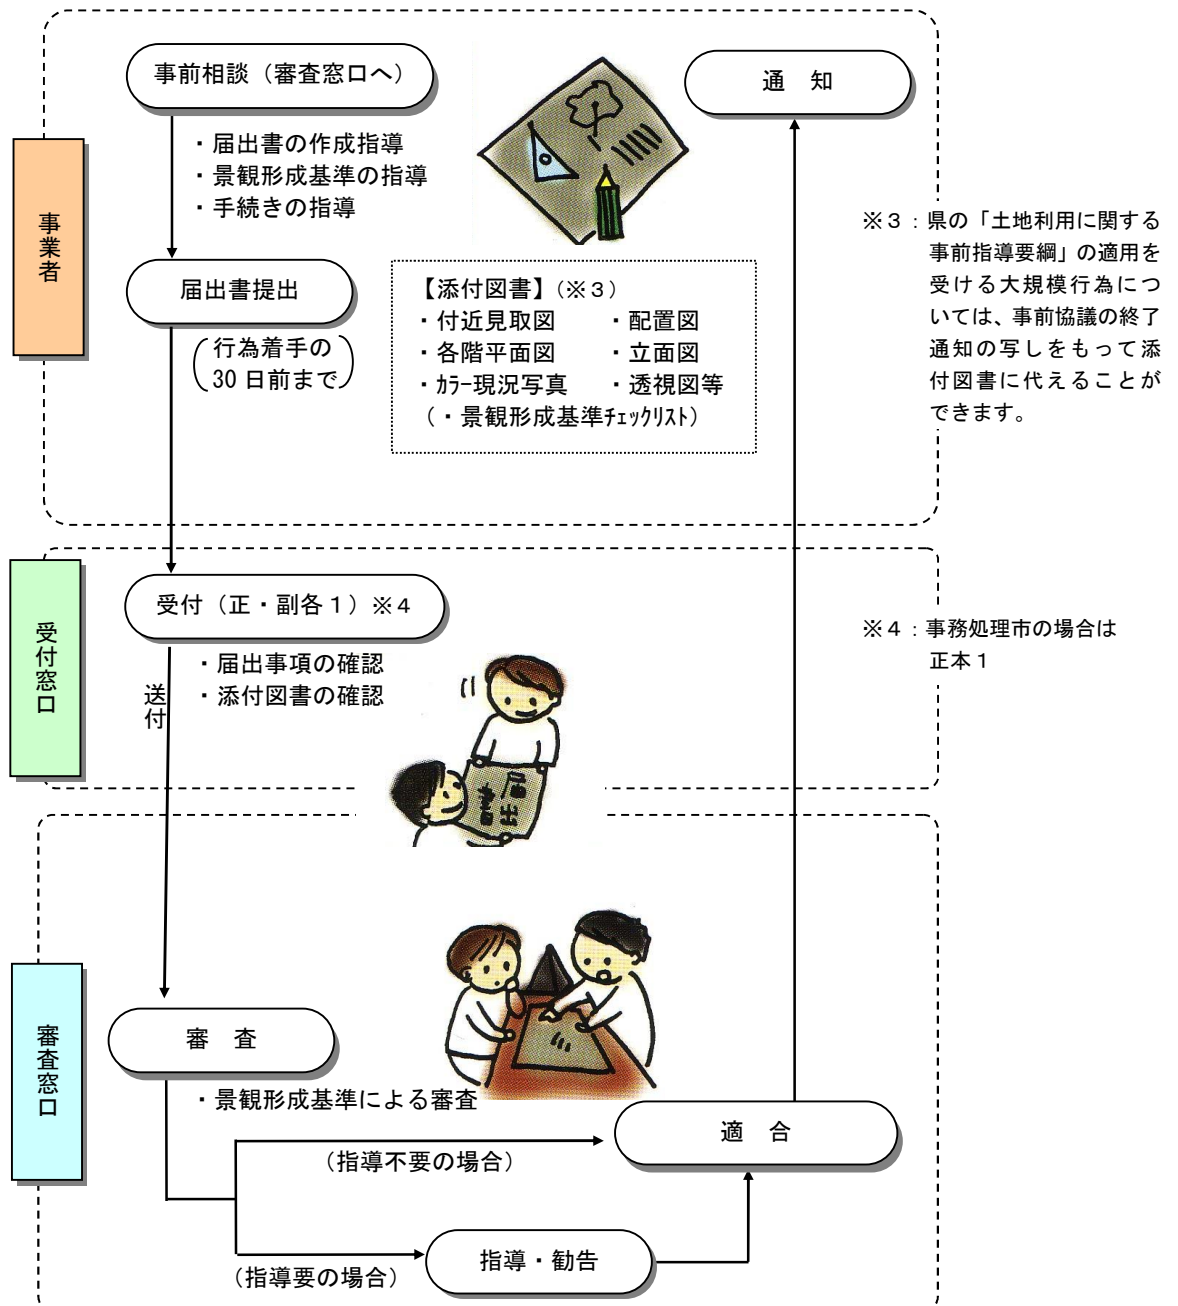 事業者
事前相談（審査窓口へ）
・届出書の作成指導
・景観形成基準の指導
・手続きの指導
通　知
届出書提出
（行為着手の
30日前まで）
【添付図書】（※３）
・付近見取図　・配置図
・各階平面図　・立面図
・ｶﾗｰ現況写真　・透視図等
（・景観形成基準ﾁｪｯｸﾘｽﾄ）
※３：県の「土地利用に関する
事前指導要綱」の適用を
受ける大規模行為につ
いては、事前協議の終了
通知の写しをもって添
付図書に代えることが
できます。
受付窓口
受付（正・副各１）※４
・届出事項の確認
・添付図書の確認
送付
※４：事務処理市の場合は
正本１
届出書
審査窓口
審　査
・景観形成基準による審査
適　合
（指導不要の場合）
指導・勧告
（指導要の場合）